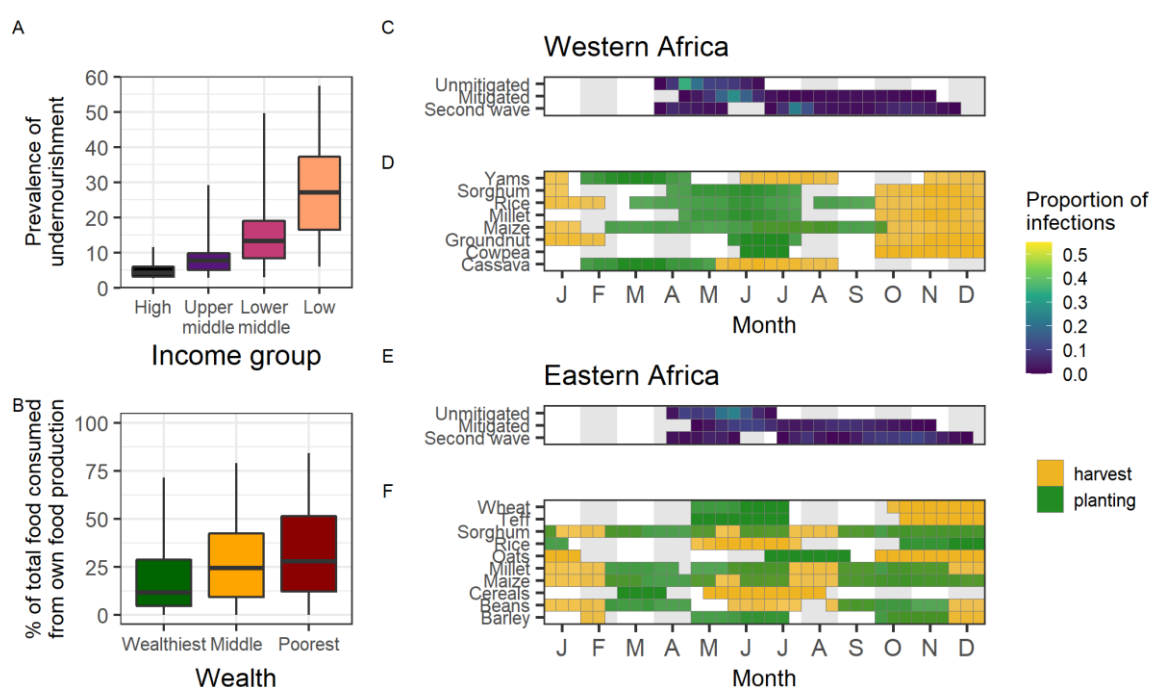 A
60
50
40
30
20
10
0
Prevalence of
undernourishment
High
Upper
middle
Lower
middle
Low
Income group
B
100
75
50
25
0
% of total food consumed
from own food production
Wealthiest
Middle
Poorest
Wealth
C
Western Africa
Unmitigated
Mitigated
Second wave
D
Yams
Sorghum
Rice
Millet
Maize
Groundnut
Cowpea
Cassava
J F M A M J J A S O N D
Month
E
Eastern Africa
Unmitigated
Mitigated
Second wave
F
Wheat
Teff
Sorghum
Rice
Oats
Millet
Maize
Cereals
Beans
Barley
J F M A M J J A S O N D
Month
Proportion of
infections
0.5
0.4
0.3
0.2
0.1
0.0
harvest
planting